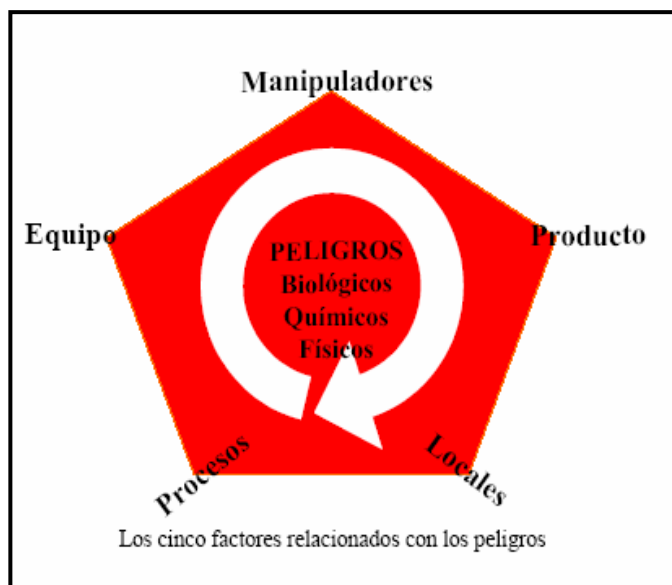 Manipuladores
Equipo
Producto
PELIGROS
Biológicos
Químicos
Físicos
Procesos
Locales
Los cinco factores relacionados con los peligros